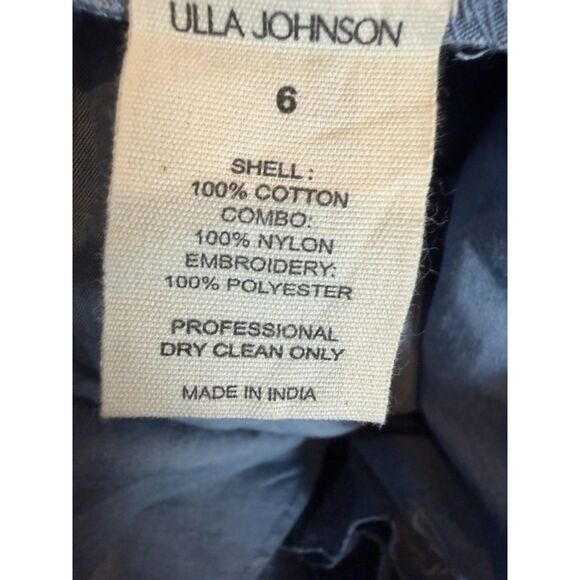 ULLA JOHNSON
6
SHELL:
100% COTTON
COMBO:
100% NYLON
EMBROIDERY:
100% POLYESTER
PROFESSIONAL
DRY CLEAN ONLY
MADE IN INDIA